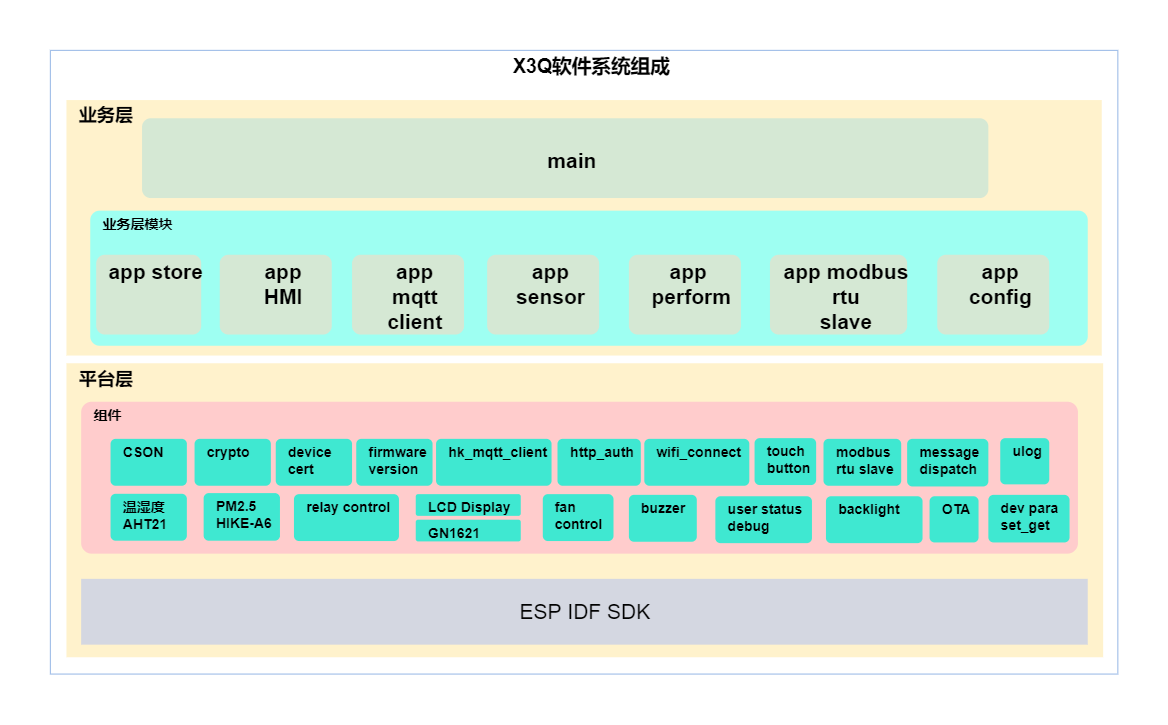 X3Q软件系统组成
业务层
main
业务层模块
app store
app
HMI
app
mqtt
client
app
sensor
app
perform
app modbus
rtu
slave
app
config
平台层
组件
CSON
crypto
device
cert
firmware
version
hk_mqtt_client
http_auth
wifi_connect
touch
button
modbus
rtu slave
message
dispatch
ulog
温湿度
AHT21
PM2.5
HIKE-A6
relay control
LCD Display
GN1621
fan
control
buzzer
user status
debug
backlight
OTA
dev para
set_get
ESP IDF SDK